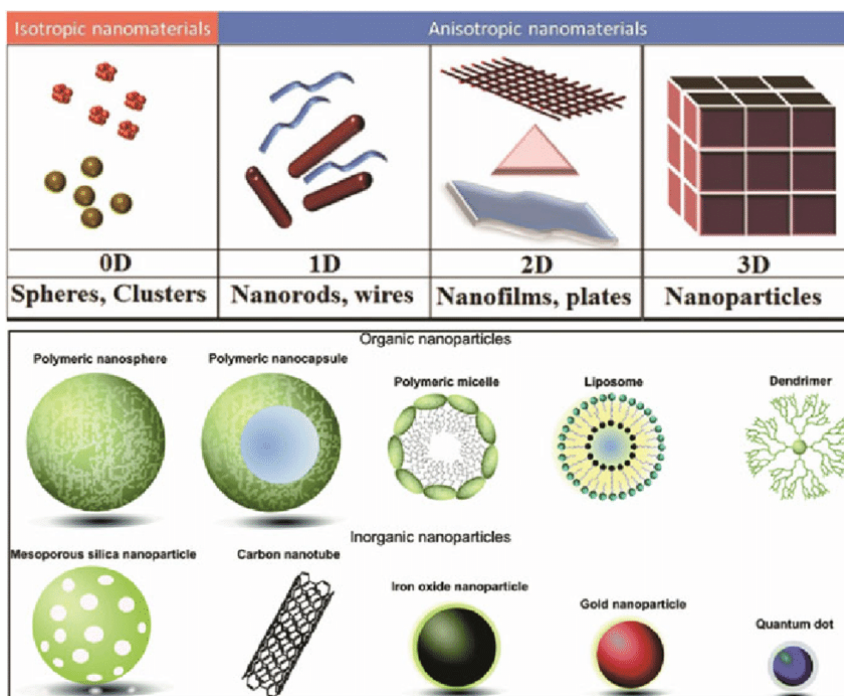 Isotropic nanomaterials
Anisotropic nanomaterials
0D
1D
2D
3D
Spheres, Clusters
Nanorods, wires
Nanofilms, plates
Nanoparticles
Organic nanoparticles
Polymeric nanosphere
Polymeric nanocapsule
Polymeric micelle
Liposome
Dendrimer
Inorganic nanoparticles
Mesoporous silica nanoparticle
Carbon nanotube
Iron oxide nanoparticle
Gold nanoparticle
Quantum dot